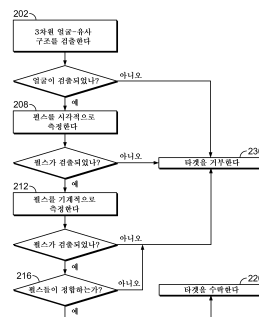 202
3차원 얼굴-유사
구조를 검출한다
얼굴이 검출되었나?
아니오
예
208
펄스를 시각적으로
측정한다
펄스가 검출되었나?
아니오
타겟을 거부한다
예
212
펄스를 기계적으로
측정한다
펄스가 검출되었나?
아니오
예
216
펄스들이 정합하는가?
아니오
타겟을 수락한다
예